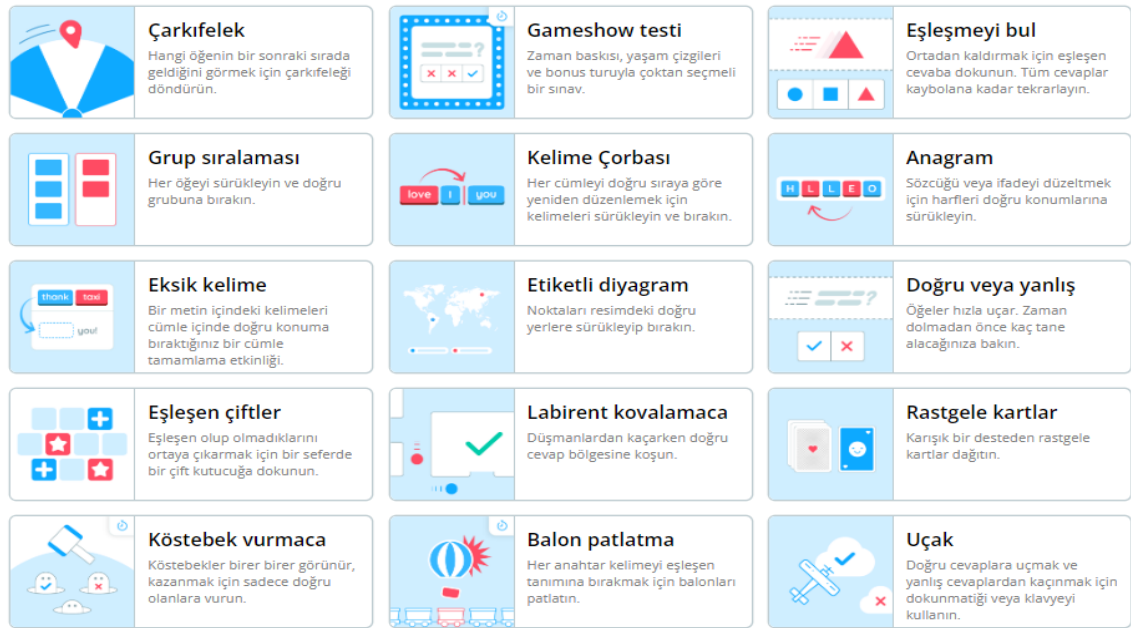 Çarkıfelek
Hangi öğenin bir sonraki sırada
geldiğini görmek için çarkıfeleği
döndürün.
?
Gameshow testi
Zaman baskısı, yaşam çizgileri
ve bonus turuyla çoktan seçmeli
bir sınav.
Eşleşmeyi bul
Ortadan kaldırmak için eşleşen
cevaba dokunun. Tüm cevaplar
kaybolana kadar tekrarlayın.
Grup sıralaması
Her öğeyi sürükleyin ve doğru
grubuna bırakın.
love I you
Kelime Çorbası
Her cümleyi doğru sıraya göre
yeniden düzenlemek için
kelimeleri sürükleyin ve bırakın.
H L L E O
Anagram
Sözcüğü veya ifadeyi düzeltmek
için harfleri doğru konumlarına
sürükleyin.
thank taxi
you!
Eksik kelime
Bir metin içindeki kelimeleri
cümle içinde doğru konuma
bıraktığınız bir cümle
tamamlama etkinliği.
Etiketli diyagram
Noktaları resimdeki doğru
yerlere sürükleyip bırakın.
?
Doğru veya yanlış
Öğeler hızla uçar. Zaman
dolmadan önce kaç tane
alacağınıza bakın.
Eşleşen çiftler
Eşleşen olup olmadıklarını
ortaya çıkarmak için bir seferde
bir çift kutucuğa dokunun.
Labirent kovalamaca
Düşmanlardan kaçarken doğru
cevap bölgesine koşun.
Rastgele kartlar
Karışık bir desteden rastgele
kartlar dağıtın.
Köstebek vurmaca
Köstebekler birer birer görünür,
kazanmak için sadece doğru
olanlara vurun.
Balon patlatma
Her anahtar kelimeyi eşleşen
tanımına bırakmak için balonları
patlatın.
Uçak
Doğru cevaplara uçmak ve
yanlış cevaplardan kaçınmak için
dokunmatiği veya klavyeyi
kullanın.